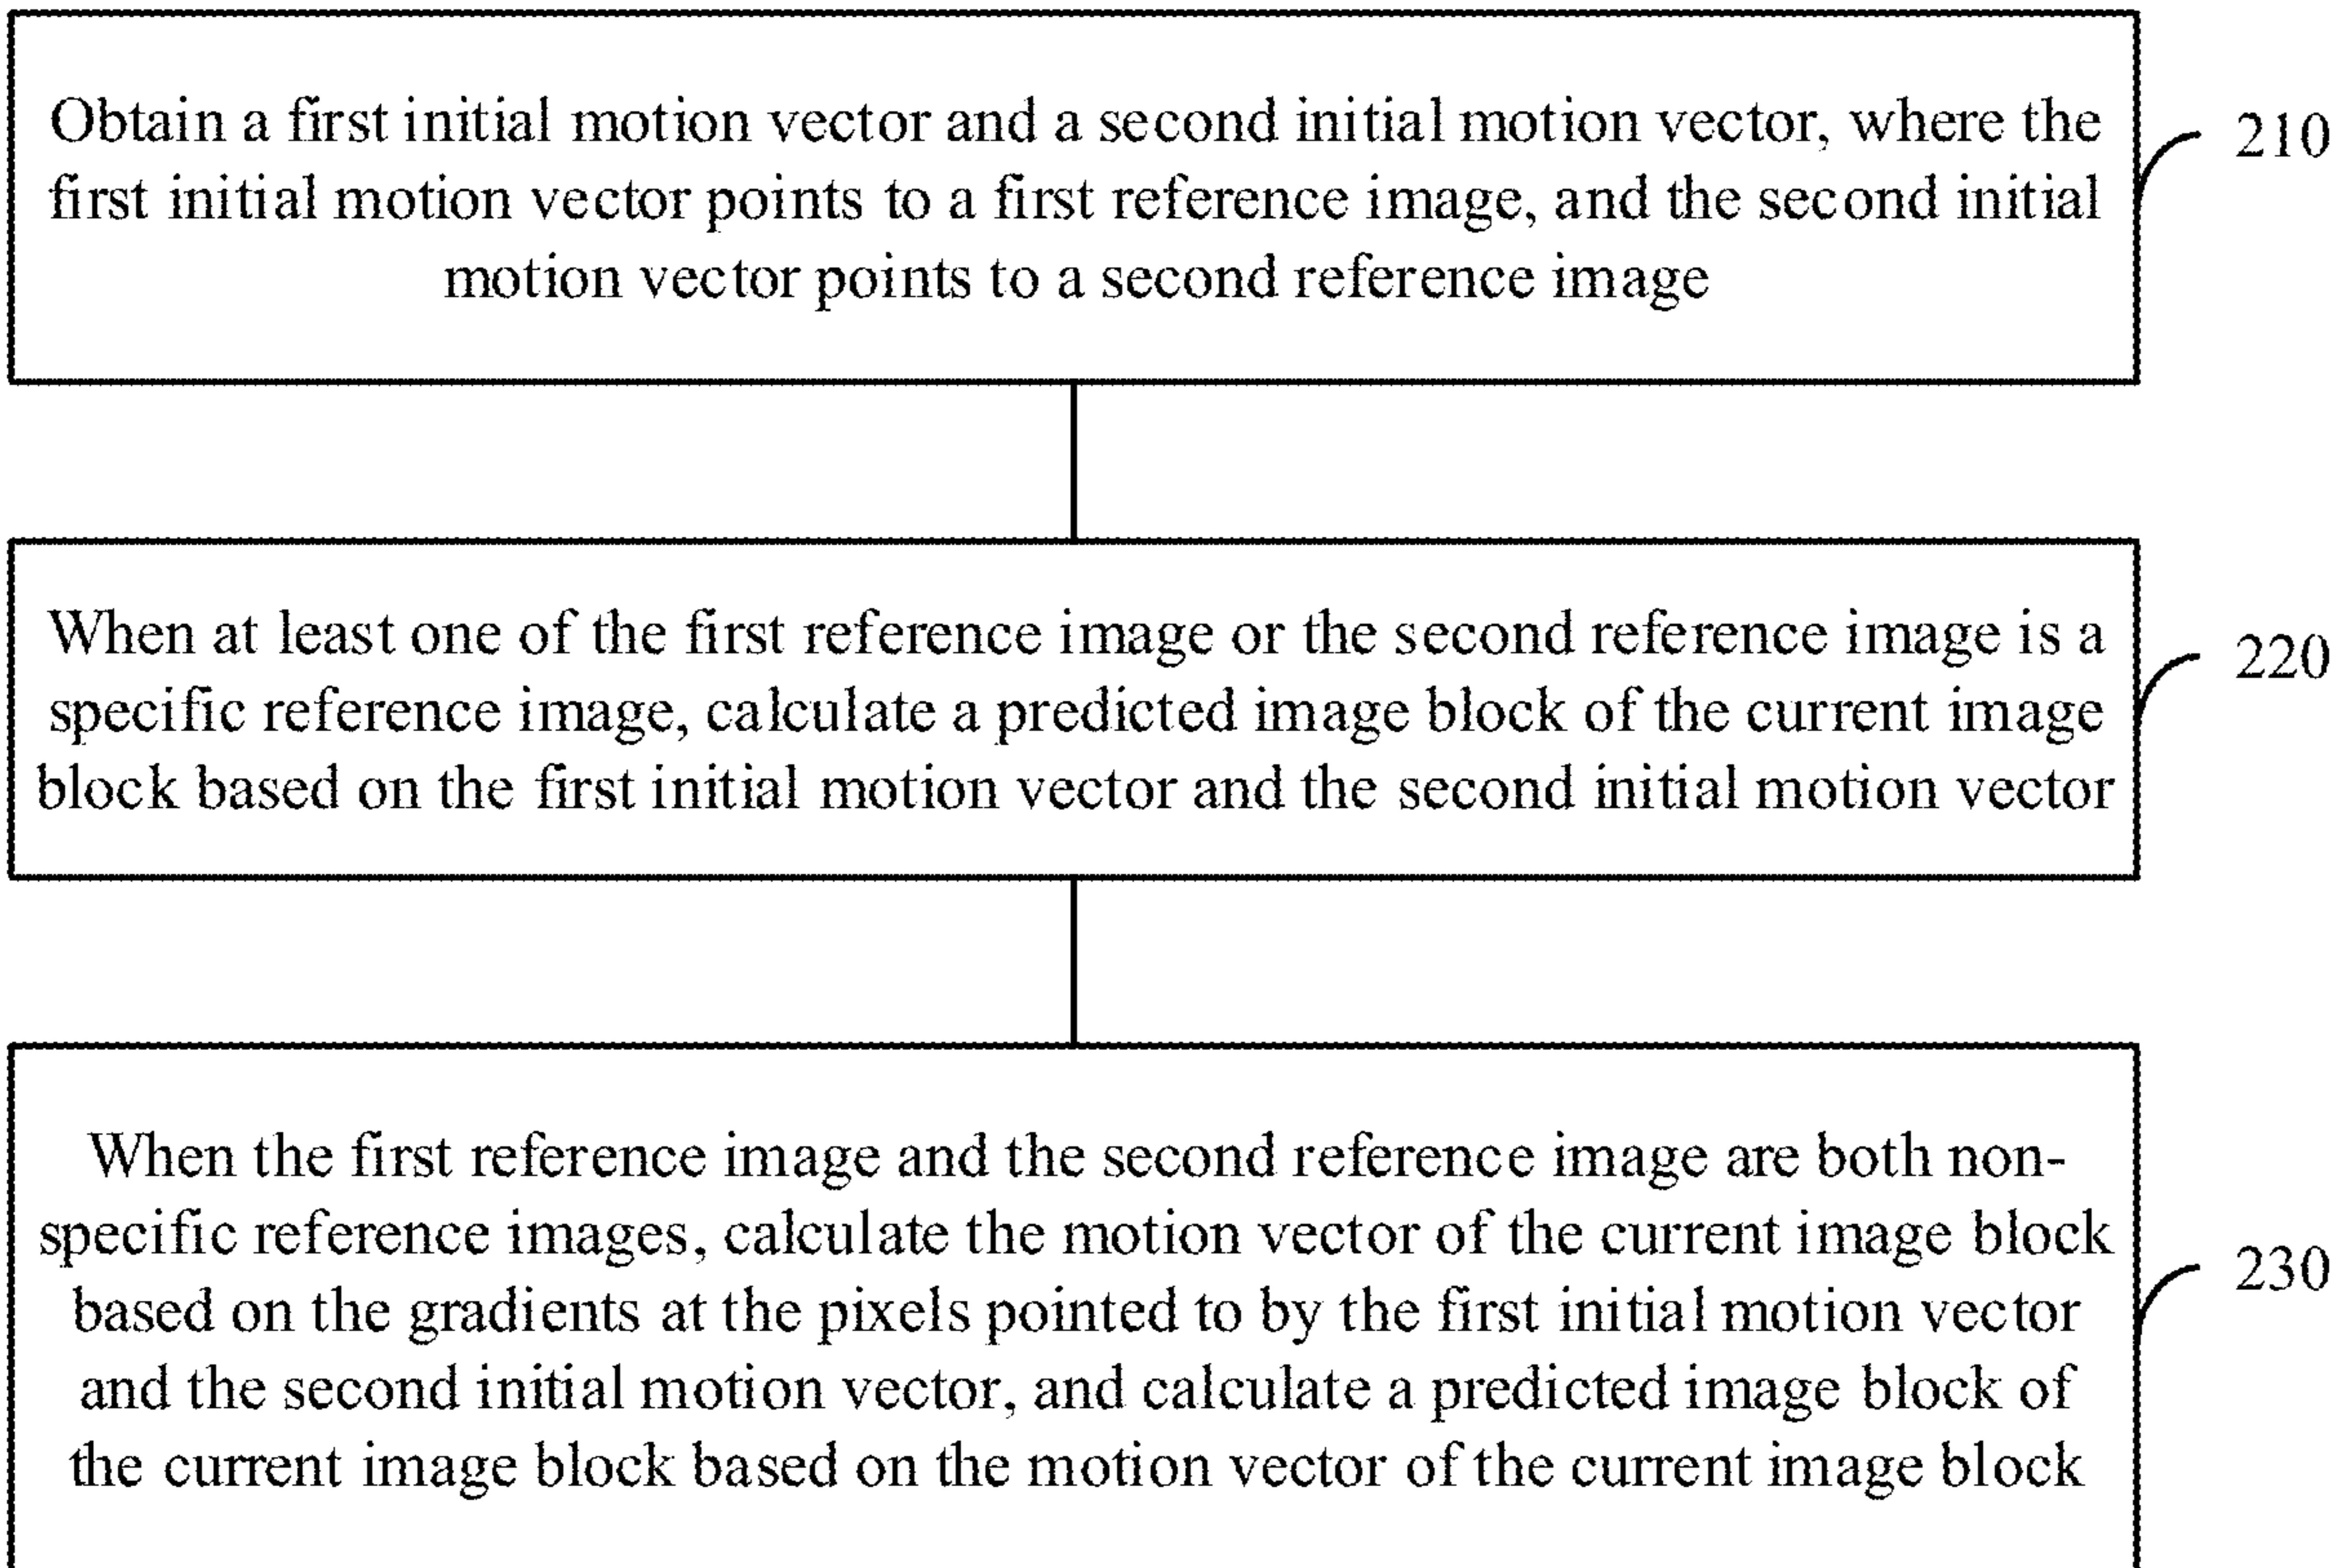 Obtain a first initial motion vector and a second initial motion vector, where the
first initial motion vector points to a first reference image, and the second initial
motion vector points to a second reference image
210
When at least one of the first reference image or the second reference image is a
specific reference image, calculate a predicted image block of the current image
block based on the first initial motion vector and the second initial motion vector
220
When the first reference image and the second reference image are both non-
specific reference images, calculate the motion vector of the current image block
based on the gradients at the pixels pointed to by the first initial motion vector
and the second initial motion vector, and calculate a predicted image block of
the current image block based on the motion vector of the current image block
230